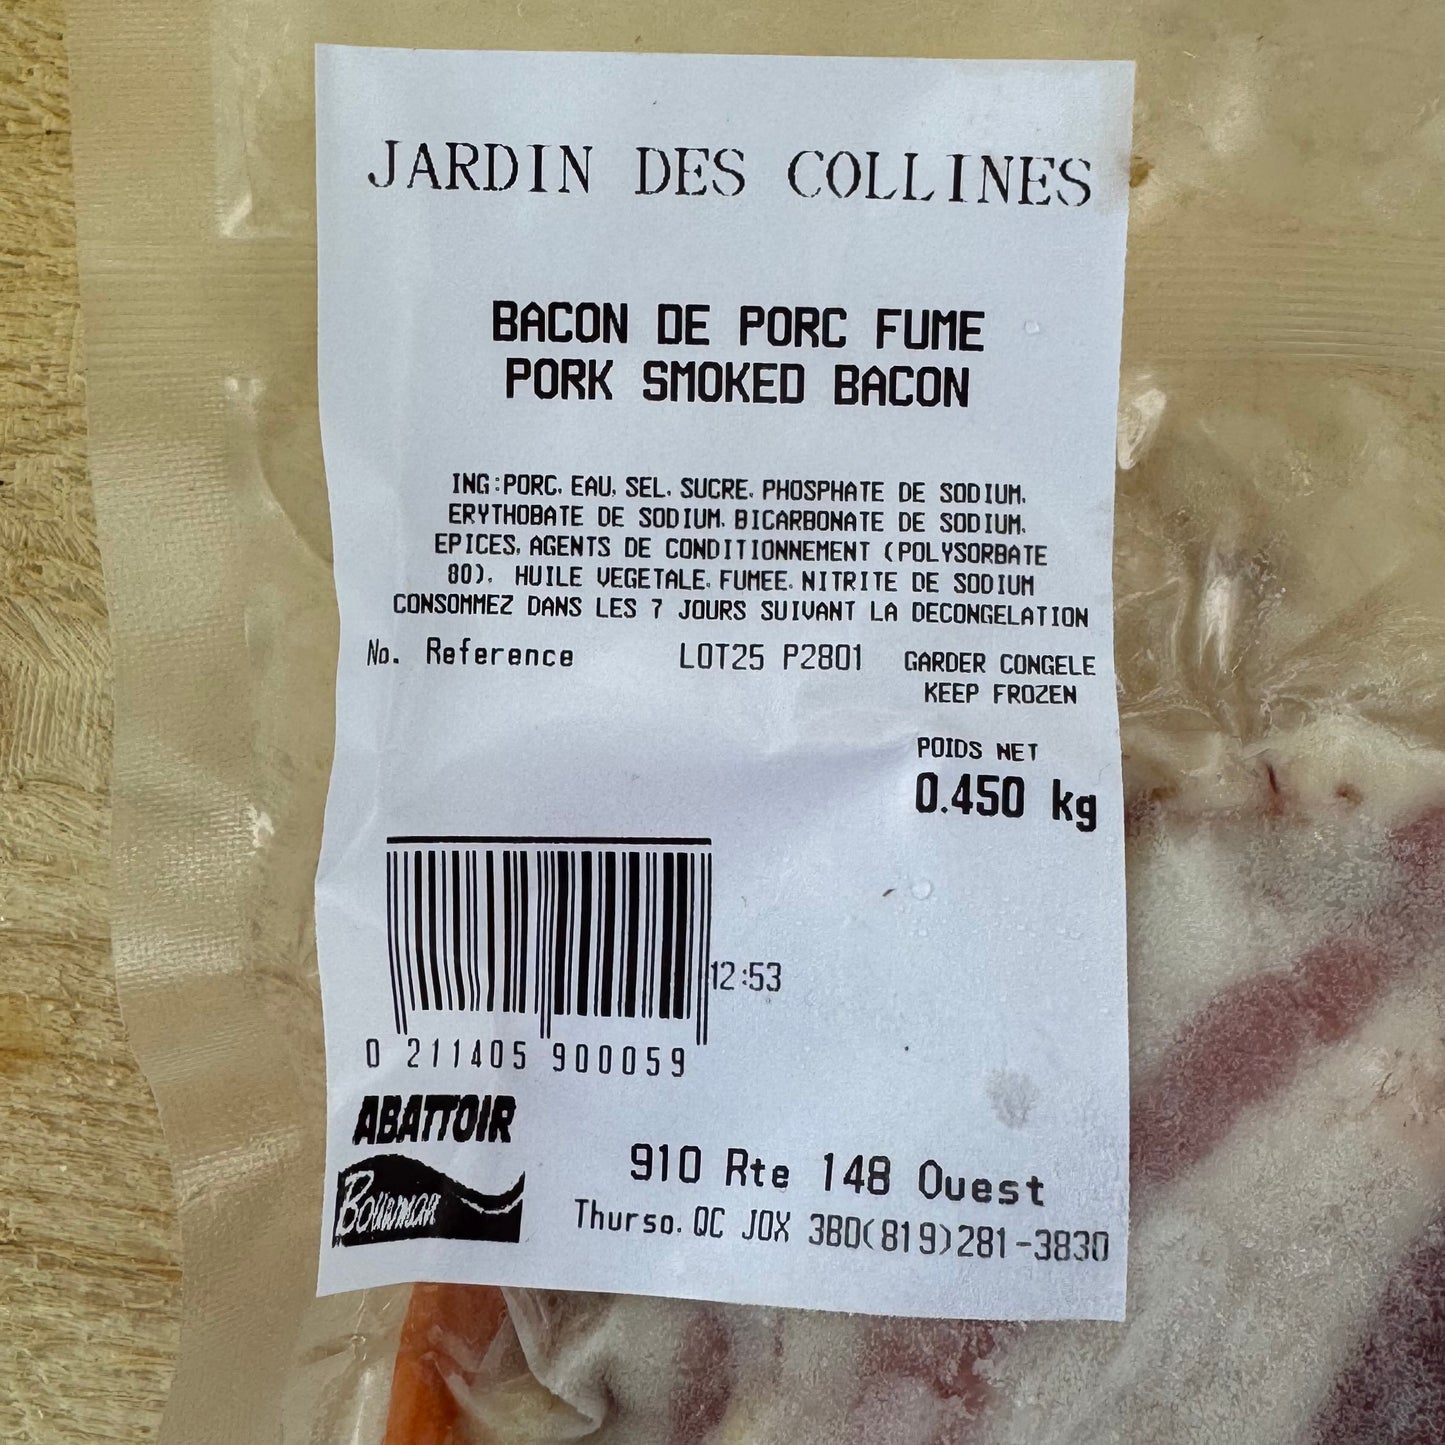 JARDIN DES COLLINES
BACON DE PORC FUME
PORK SMOKED BACON
ING:PORC, EAU, SEL, SUCRE, PHOSPHATE DE SODIUM,
ERYTHOBATE DE SODIUM, BICARBONATE DE SODIUM,
EPICES, AGENTS DE CONDITIONNEMENT (POLYSORBATE
80), HUILE VEGETALE, FUMEE, NITRITE DE SODIUM
CONSOMMEZ DANS LES 7 JOURS SUIVANT LA DECONGELATION
No. Reference LOT25 P2801 GARDER CONGELE
KEEP FROZEN
POIDS NET
0.450 kg
12:53
0 211405 900059
ABATTOIR
Bouwman
910 Rte 148 Ouest
Thurso, QC J0X 3B0(819)281-3830